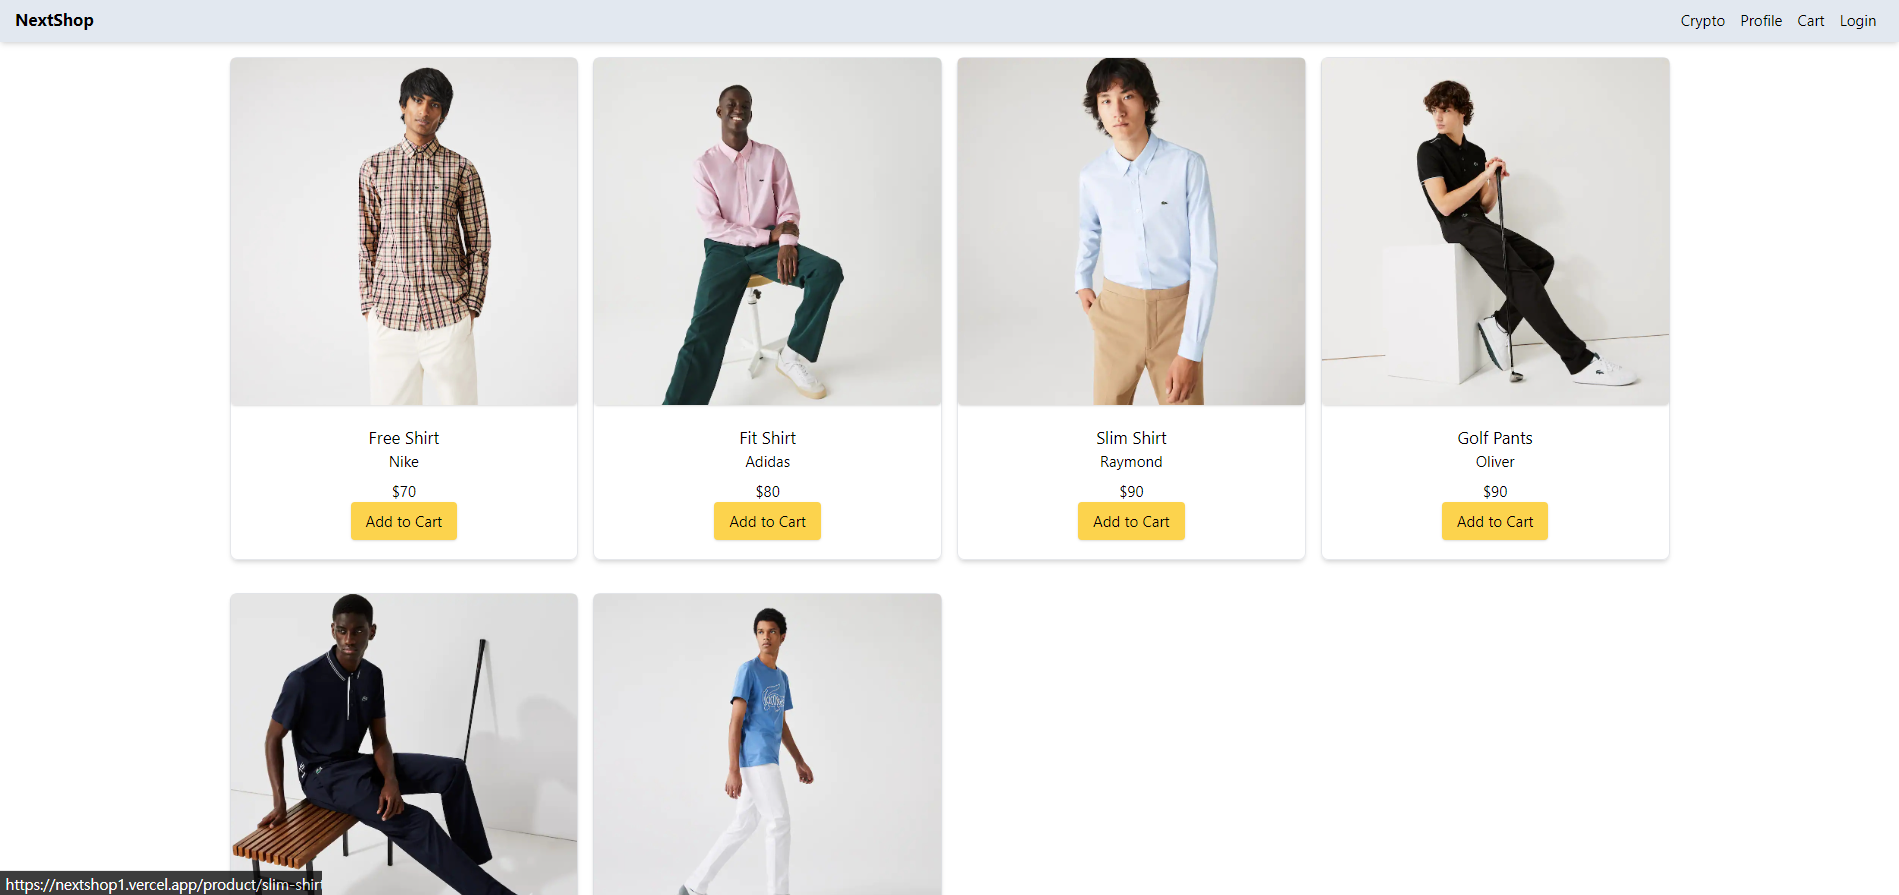 NextShop
Crypto Profile Cart Login
Free Shirt
Nike
$70
Add to Cart
Fit Shirt
Adidas
$80
Add to Cart
Slim Shirt
Raymond
$90
Add to Cart
Golf Pants
Oliver
$90
Add to Cart
https://nextshop1.vercel.app/product/slim-shirt